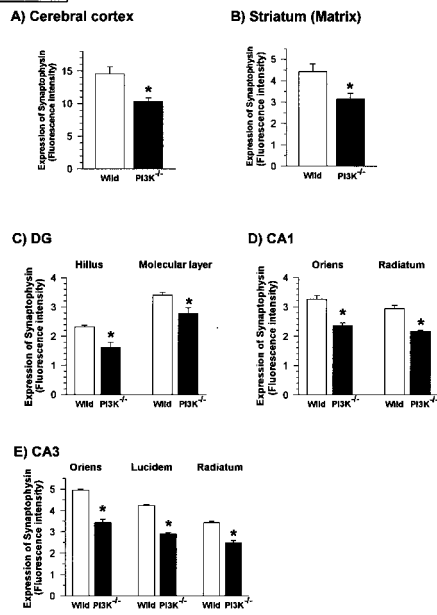 A) Cerebral cortex
Expression of Synaptophysin
(Fluorescence intensity)
15
10
5
0
*
Wild PI3K-/-
B) Striatum (Matrix)
Expression of Synaptophysin
(Fluorescence intensity)
5
4
3
2
1
0
*
Wild PI3K-/-
C) DG
Hillus Molecular layer
Expression of Synaptophysin
(Fluorescence intensity)
4
3
2
1
0
* *
Wild PI3K-/- Wild PI3K-/-
D) CA1
Oriens Radiatum
Expression of Synaptophysin
(Fluorescence intensity)
4
3
2
1
0
* *
Wild PI3K-/- Wild PI3K-/-
E) CA3
Oriens Lucidem Radiatum
Expression of Synaptophysin
(Fluorescence intensity)
5
4
3
2
1
0
* * *
Wild PI3K-/- Wild PI3K-/- Wild PI3K-/-